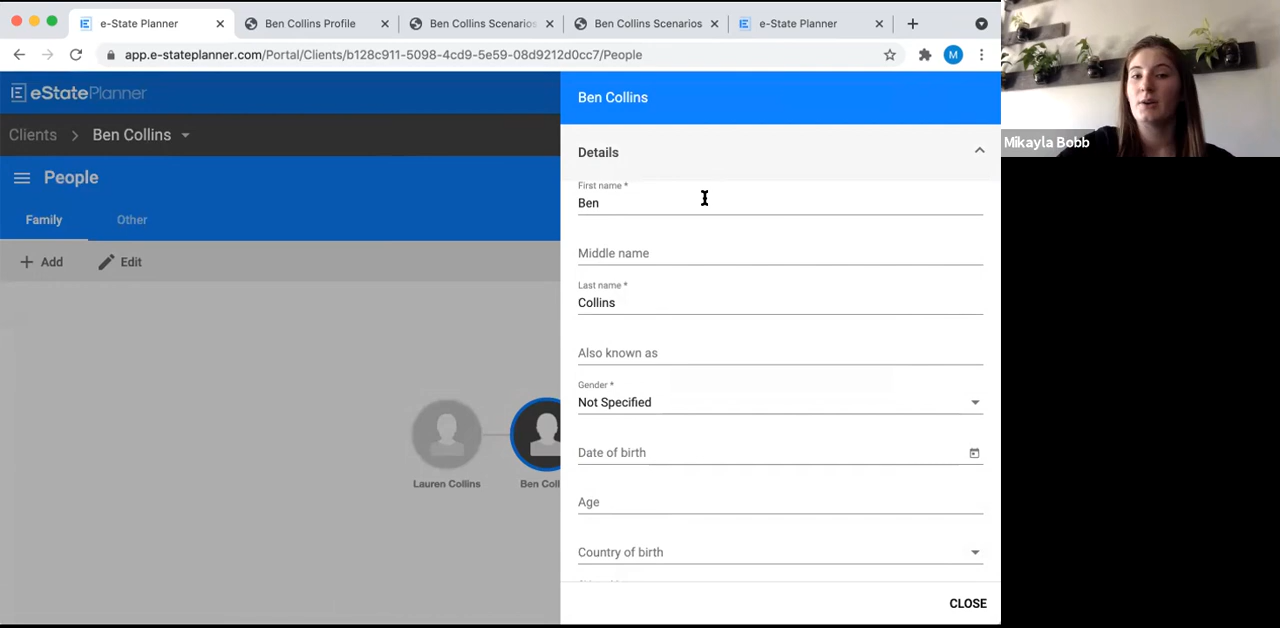 e-State Planner
Ben Collins Profile
Ben Collins Scenarios
Ben Collins Scenarios
e-State Planner
app.e-stateplanner.com/Portal/Clients/b128c911-5098-4cd9-5e59-08d9212d0cc7/People
M
eStatePlanner
Clients > Ben Collins
People
Family Other
+ Add Edit
Lauren Collins Ben Coll
Ben Collins
Details
First name *
Ben
Middle name
Last name *
Collins
Also known as
Gender *
Not Specified
Date of birth
Age
Country of birth
CLOSE
Mikayla Bobb